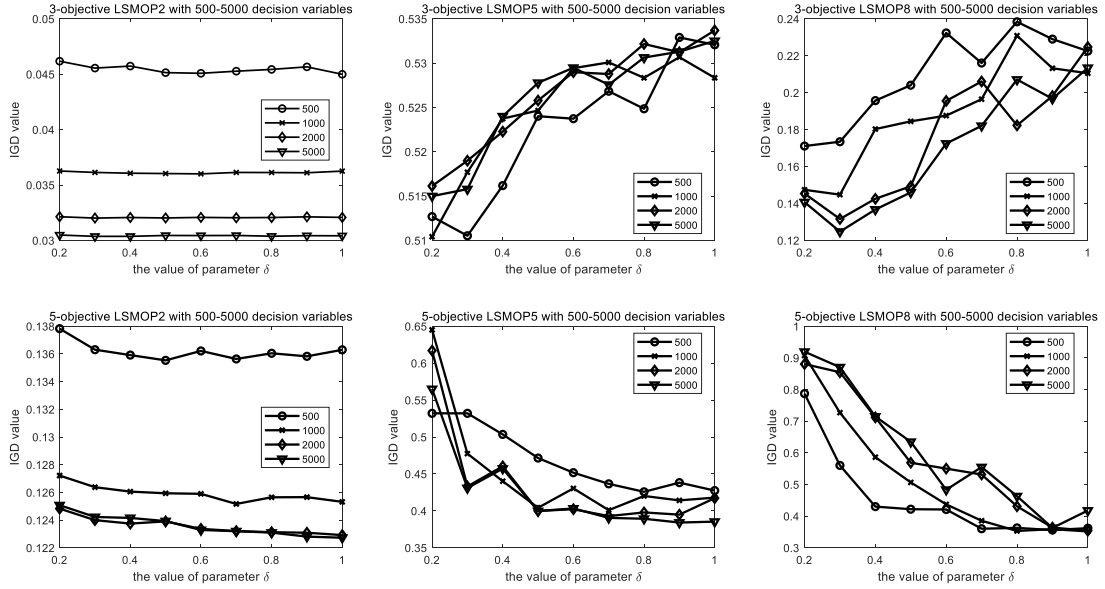 3-objective LSMOP2 with 500-5000 decision variables
0.05
0.045
0.04
0.035
0.03
IGD value
500
1000
2000
5000
0.2 0.4 0.6 0.8 1
the value of parameter δ
3-objective LSMOP5 with 500-5000 decision variables
0.535
0.53
0.525
0.52
0.515
0.51
IGD value
500
1000
2000
5000
0.2 0.4 0.6 0.8 1
the value of parameter δ
3-objective LSMOP8 with 500-5000 decision variables
0.24
0.22
0.2
0.18
0.16
0.14
0.12
IGD value
500
1000
2000
5000
0.2 0.4 0.6 0.8 1
the value of parameter δ
5-objective LSMOP2 with 500-5000 decision variables
0.138
0.136
0.134
0.132
0.13
0.128
0.126
0.124
0.122
IGD value
500
1000
2000
5000
0.2 0.4 0.6 0.8 1
the value of parameter δ
5-objective LSMOP5 with 500-5000 decision variables
0.65
0.6
0.55
0.5
0.45
0.4
0.35
IGD value
500
1000
2000
5000
0.2 0.4 0.6 0.8 1
the value of parameter δ
5-objective LSMOP8 with 500-5000 decision variables
1
0.9
0.8
0.7
0.6
0.5
0.4
0.3
IGD value
500
1000
2000
5000
0.2 0.4 0.6 0.8 1
the value of parameter δ